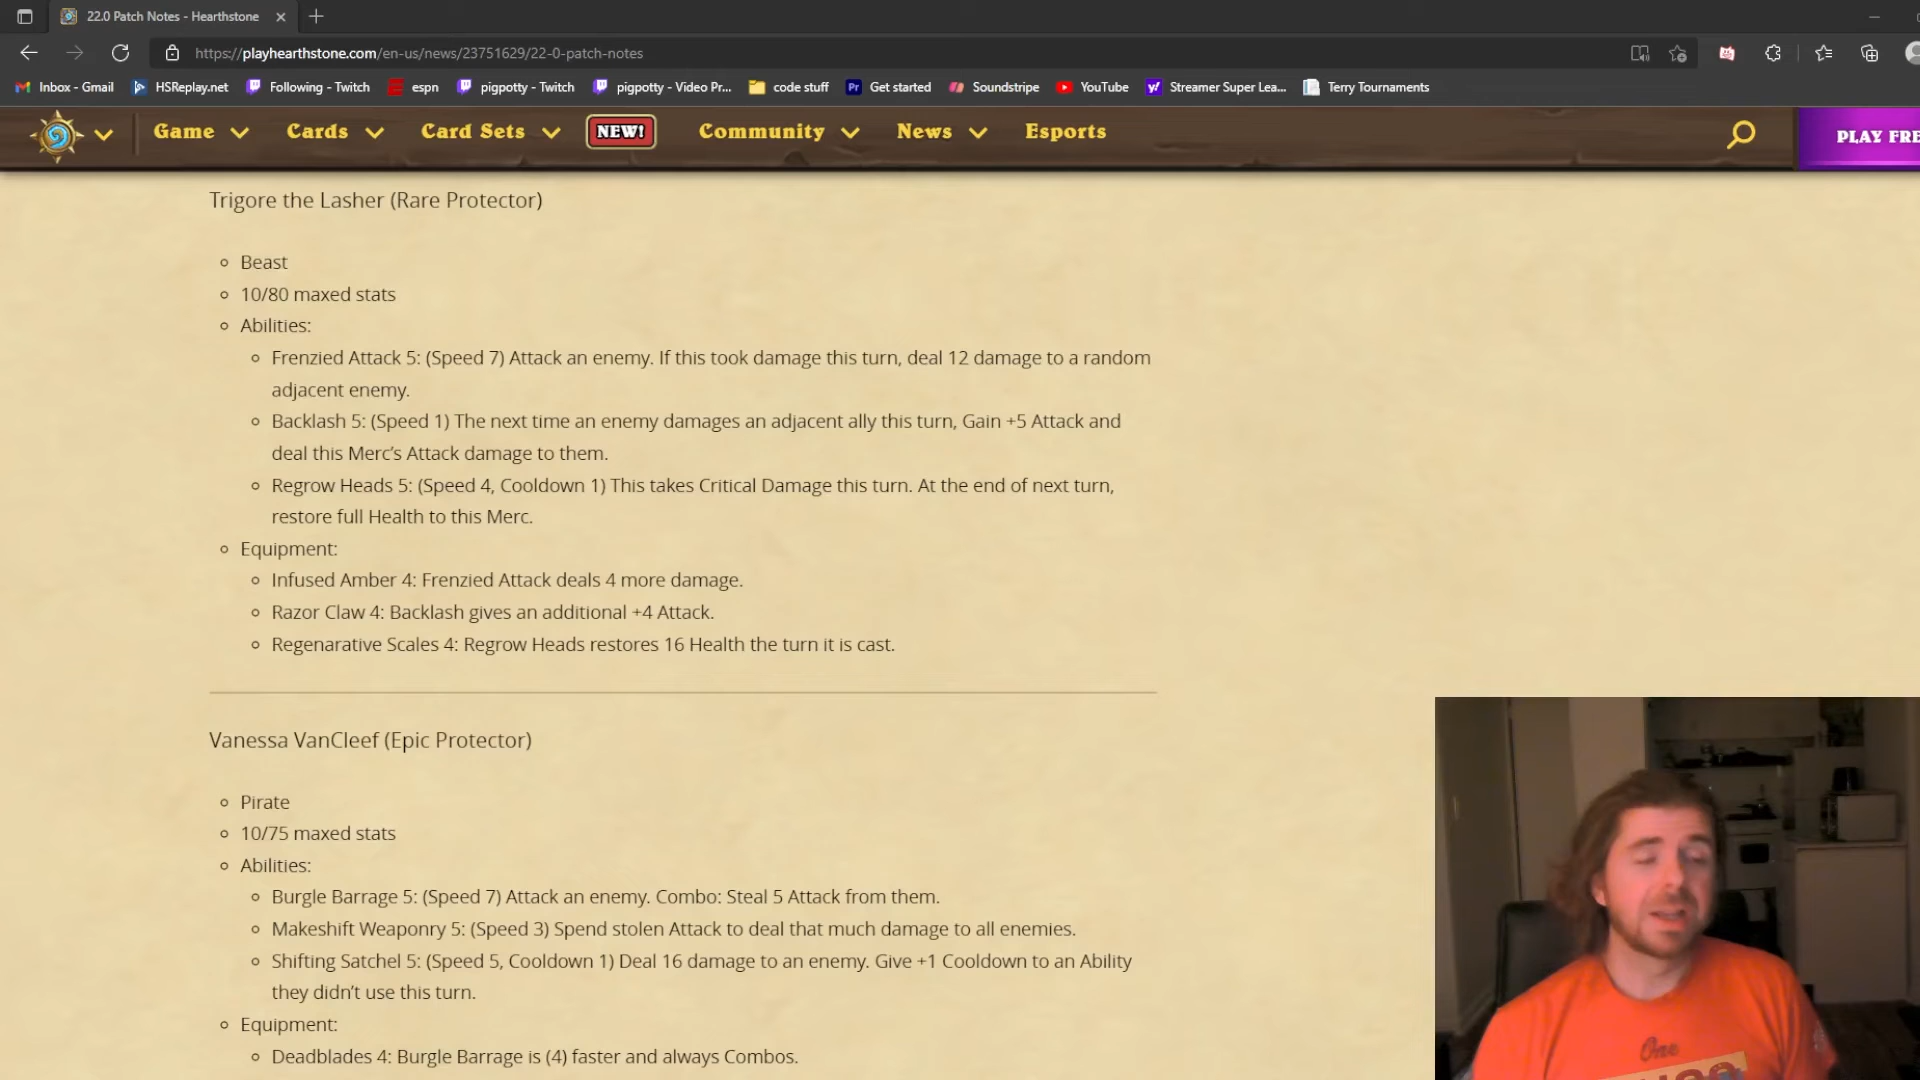 22.0 Patch Notes - Hearthstone
https://playhearthstone.com/en-us/news/23751629/22-0-patch-notes
Inbox - Gmail HSReplay.net Following - Twitch espn pigpotty - Twitch pigpotty - Video Pr... code stuff Pr Get started Soundstripe YouTube Streamer Super Lea... Terry Tournaments
Game Cards Card Sets NEW! Community News Esports PLAY FRE
Trigore the Lasher (Rare Protector)
Beast
10/80 maxed stats
Abilities:
Frenzied Attack 5: (Speed 7) Attack an enemy. If this took damage this turn, deal 12 damage to a random
adjacent enemy.
Backlash 5: (Speed 1) The next time an enemy damages an adjacent ally this turn, Gain +5 Attack and
deal this Merc's Attack damage to them.
Regrow Heads 5: (Speed 4, Cooldown 1) This takes Critical Damage this turn. At the end of next turn,
restore full Health to this Merc.
Equipment:
Infused Amber 4: Frenzied Attack deals 4 more damage.
Razor Claw 4: Backlash gives an additional +4 Attack.
Regenarative Scales 4: Regrow Heads restores 16 Health the turn it is cast.
Vanessa VanCleef (Epic Protector)
Pirate
10/75 maxed stats
Abilities:
Burgle Barrage 5: (Speed 7) Attack an enemy. Combo: Steal 5 Attack from them.
Makeshift Weaponry 5: (Speed 3) Spend stolen Attack to deal that much damage to all enemies.
Shifting Satchel 5: (Speed 5, Cooldown 1) Deal 16 damage to an enemy. Give +1 Cooldown to an Ability
they didn't use this turn.
Equipment:
Deadblades 4: Burgle Barrage is (4) faster and always Combos.
One